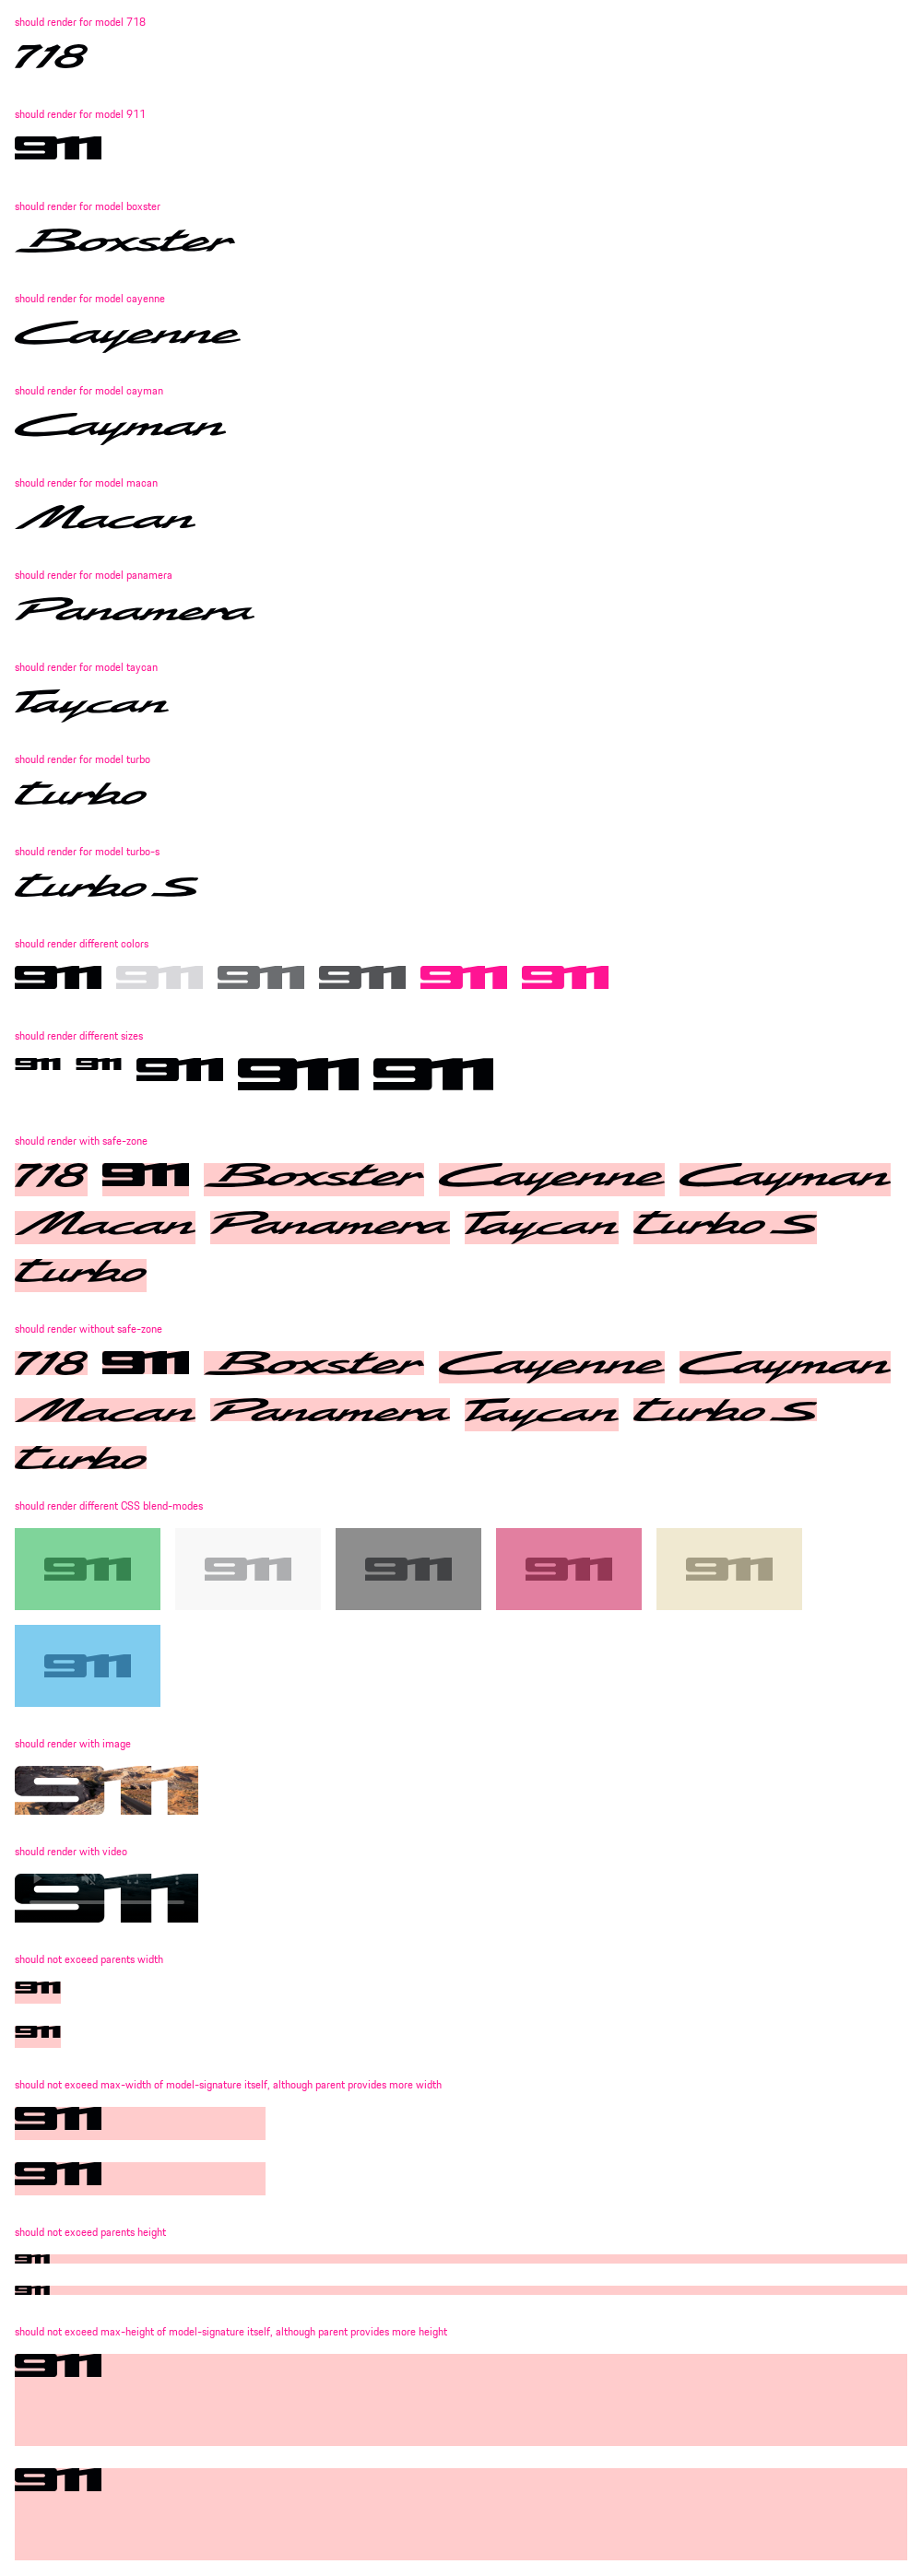 should render for model 718
718
should render for model 911
911
should render for model boxster
Boxster
should render for model cayenne
Cayenne
should render for model cayman
Cayman
should render for model macan
Macan
should render for model panamera
Panamera
should render for model taycan
Taycan
should render for model turbo
turbo
should render for model turbo-s
turbo S
should render different colors
911 911 911 911 911 911
should render different sizes
911 911 911 911 911
should render with safe-zone
718 911 Boxster Cayenne Cayman
Macan Panamera Taycan turbo S
turbo
should render without safe-zone
718 911 Boxster Cayenne Cayman
Macan Panamera Taycan turbo S
turbo
should render different CSS blend-modes
911 911 911 911 911
911
should render with image
911
should render with video
911
should not exceed parents width
911
911
should not exceed max-width of model-signature itself, although parent provides more width
911
911
should not exceed parents height
911
911
should not exceed max-height of model-signature itself, although parent provides more height
911
911